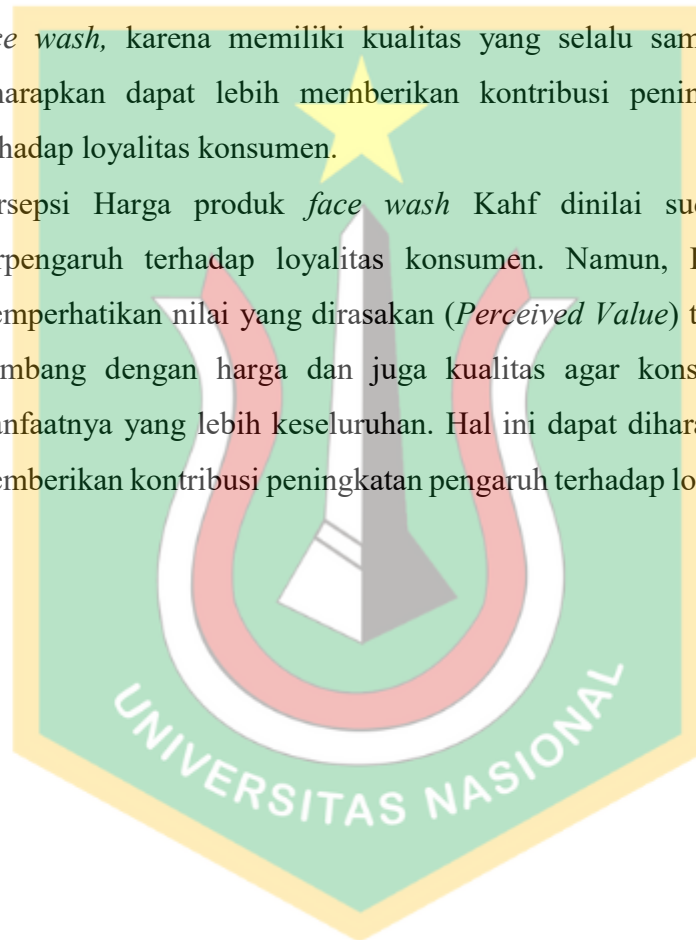 ce wash, karena memiliki kualitas yang selalu sam
harapkan dapat lebih memberikan kontribusi penin
hadap loyalitas konsumen.
rsepsi Harga produk face wash Kahf dinilai su
rpengaruh terhadap loyalitas konsumen. Namun,
emperhatikan nilai yang dirasakan (Perceived Value) t
mbang dengan harga dan juga kualitas agar kons
anfaatnya yang lebih keseluruhan. Hal ini dapat dihara
emberikan kontribusi peningkatan pengaruh terhadap lo
UNIVERSITAS NASIONAL